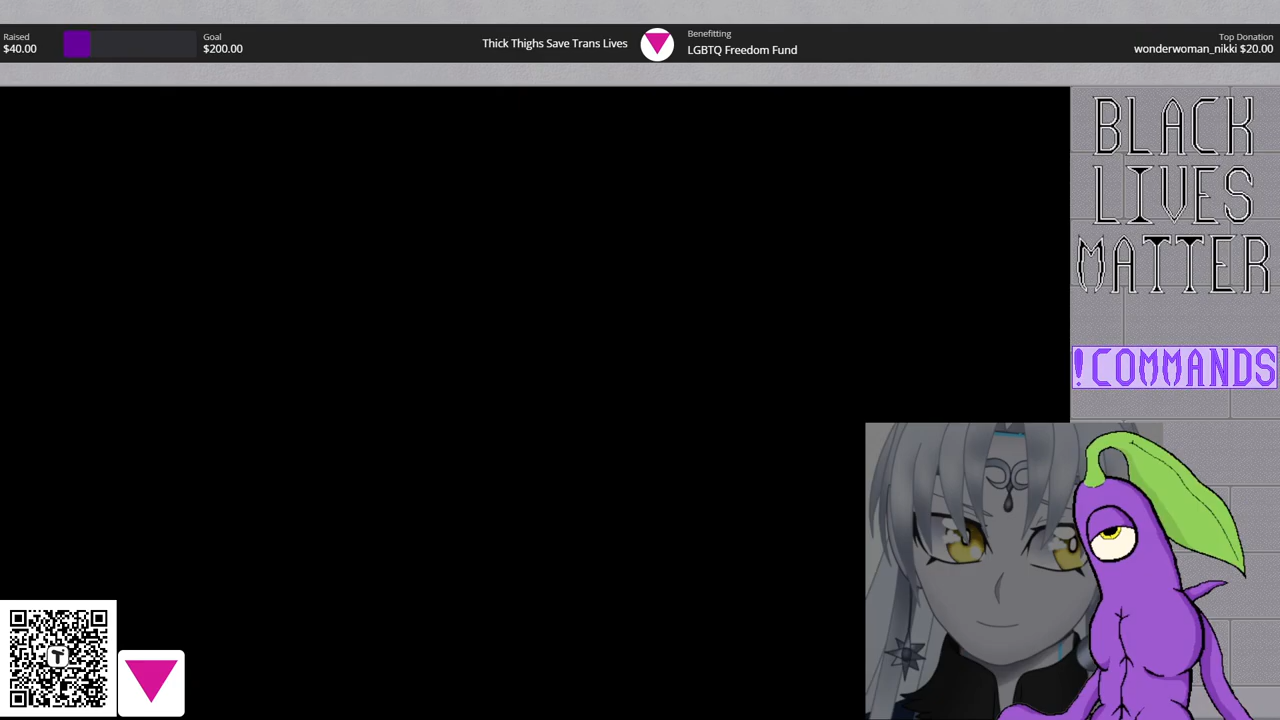 Raised
$40.00
Goal
$200.00
Thick Thighs Save Trans Lives
Benefitting
LGBTQ Freedom Fund
Top Donation
wonderwoman_nikki $20.00
BLACK
LIVES
MATTER
!COMMANDS
T